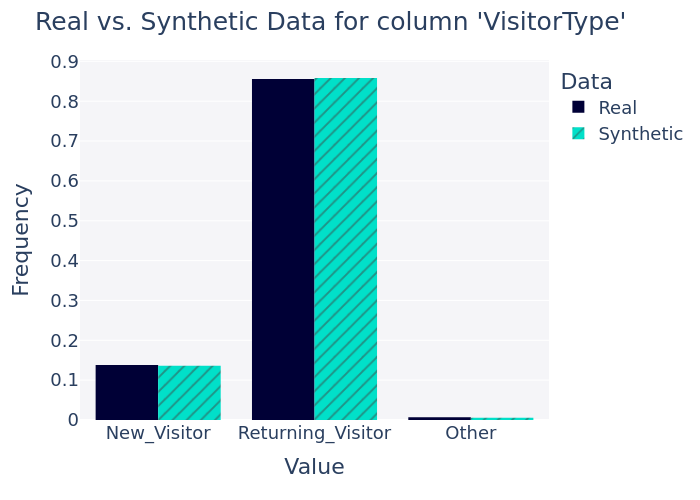 Real vs. Synthetic Data for column 'VisitorType'
Data
Real
Synthetic
Frequency
0.9
0.8
0.7
0.6
0.5
0.4
0.3
0.2
0.1
0
New_Visitor
Returning_Visitor
Other
Value